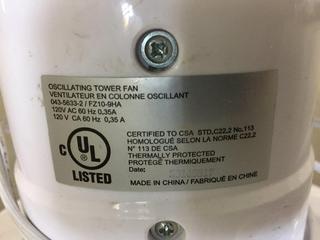 OSCILLATING TOWER FAN
VENTILATEUR EN COLONNE OSCILLANT
043-5633-2 / FZ10-9HA
120V AC 60 Hz 0,35A
120 V CA 60 Hz 0,35 A
C UL
LISTED
CERTIFIED TO CSA STD.C22.2 No.113
HOMOLOGUÉ SELON LA NORME C22.2
N° 113 DE CSA
THERMALLY PROTECTED
PROTÉGÉ THERMIQUEMENT
Date:
MADE IN CHINA / FABRIQUÉ EN CHINE